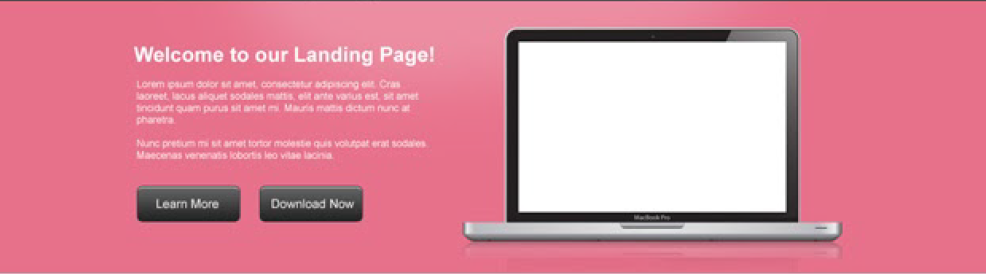 Welcome to our Landing Page!
Lorem ipsum dolor sit amet, consectetur adipiscing elit. Cras
laoreet, lacus aliquet sodales mattis, elit ante varius est, sit amet
tincidunt quam purus sit amet mi. Mauris mattis dictum nunc at
pharetra.
Nunc pretium mi sit amet tortor molestie quis volutpat erat sodales.
Maecenas venenatis lobortis leo vitae lacinia.
Learn More
Download Now
MacBook Pro